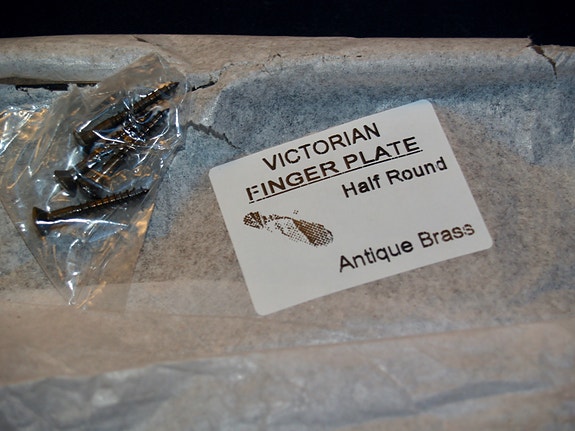 VICTORIAN
FINGER PLATE
Half Round
Antique Brass